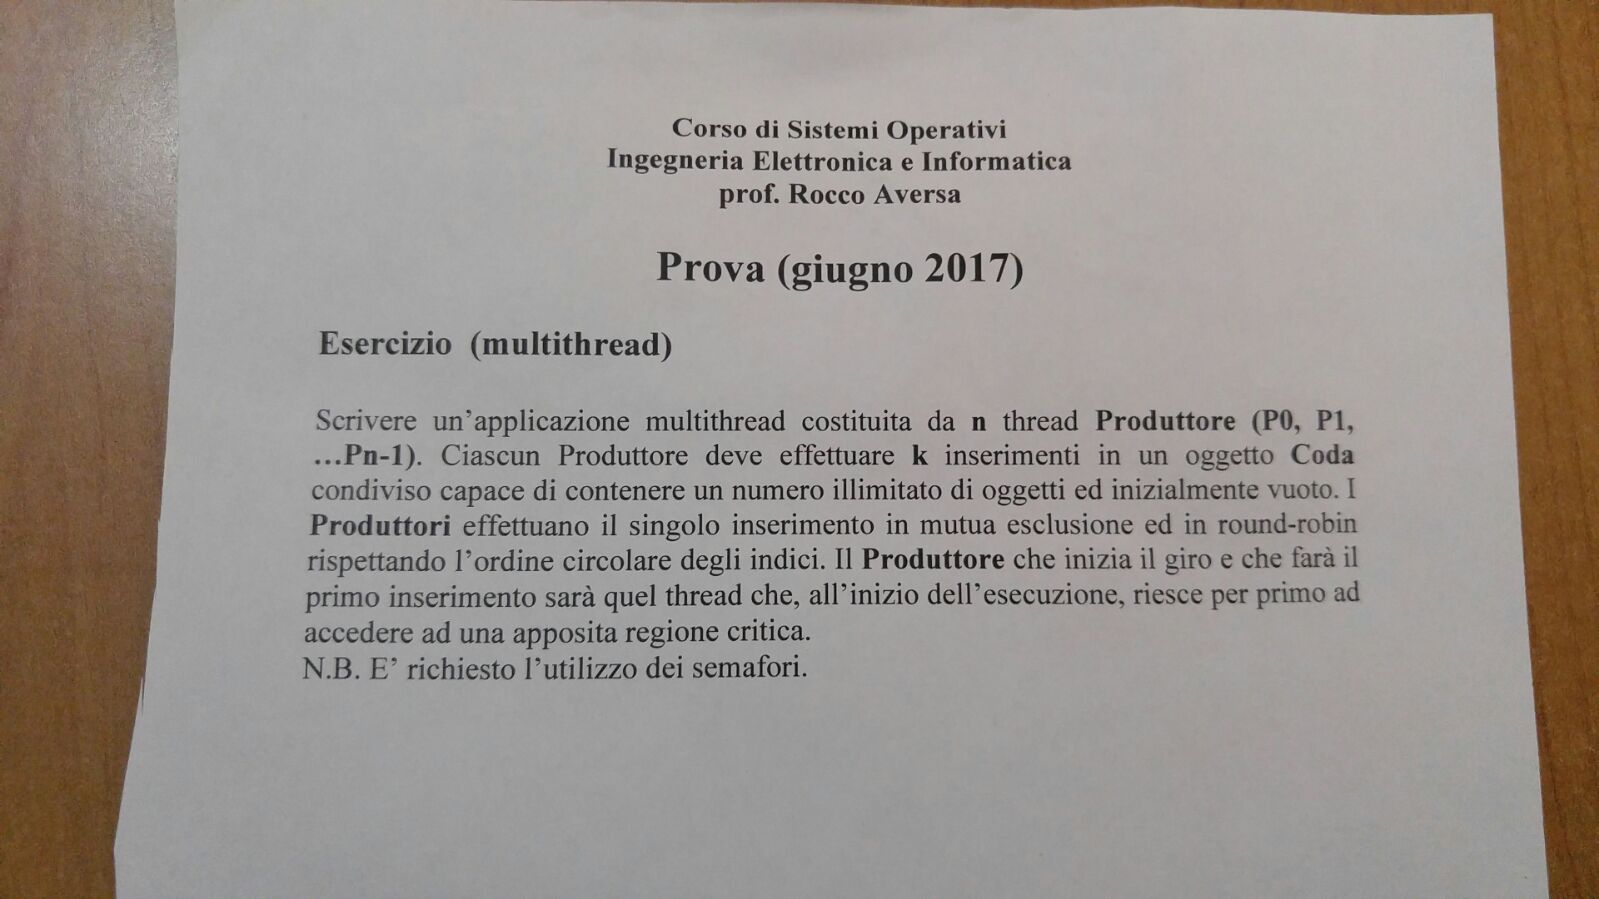 Corso di Sistemi Operativi
Ingegneria Elettronica e Informatica
prof. Rocco Aversa
Prova (giugno 2017)
Esercizio (multithread)
Scrivere un'applicazione multithread costituita da n thread Produttore (P0, P1,
…Pn-1). Ciascun Produttore deve effettuare k inserimenti in un oggetto Coda
condiviso capace di contenere un numero illimitato di oggetti ed inizialmente vuoto. I
Produttori effettuano il singolo inserimento in mutua esclusione ed in round-robin
rispettando l'ordine circolare degli indici. Il Produttore che inizia il giro e che farà il
primo inserimento sarà quel thread che, all'inizio dell'esecuzione, riesce per primo ad
accedere ad una apposita regione critica.
N.B. E' richiesto l'utilizzo dei semafori.